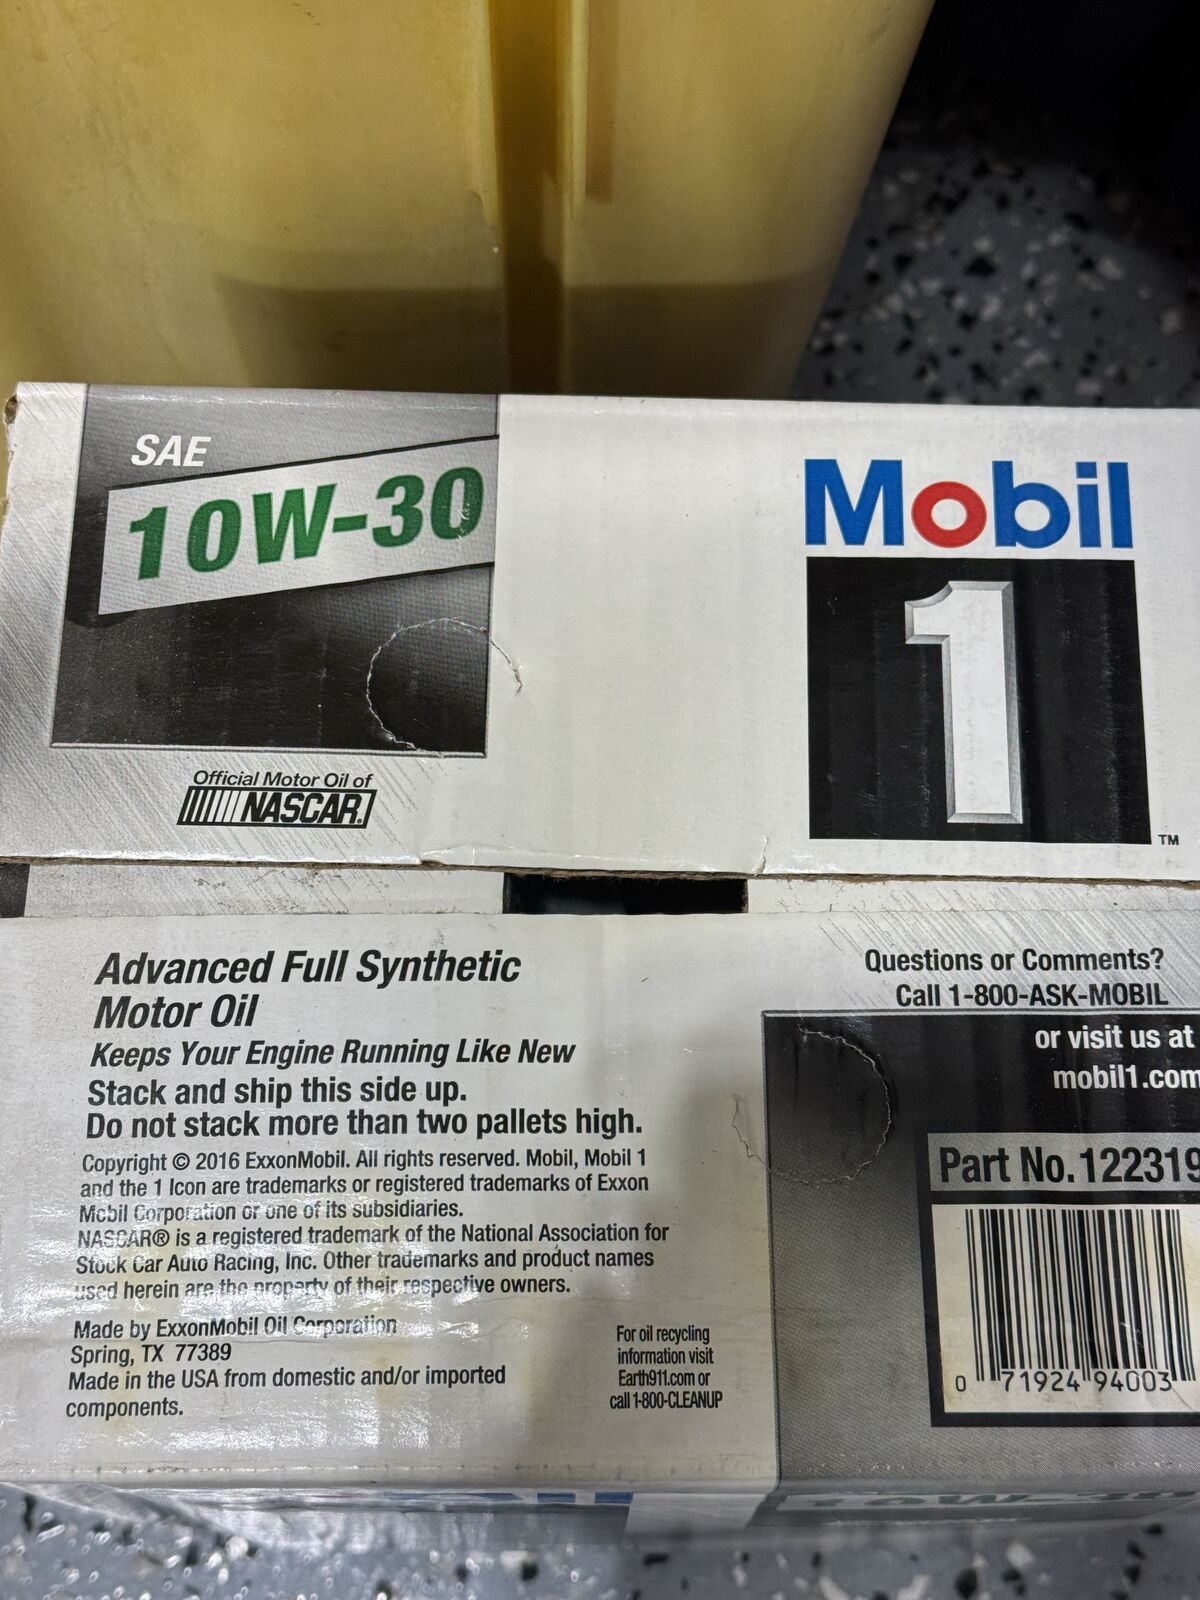 SAE
10W-30
Mobil
1
TM
Official Motor Oil of
NASCAR®
Advanced Full Synthetic
Motor Oil
Keeps Your Engine Running Like New
Stack and ship this side up.
Do not stack more than two pallets high.
Copyright © 2016 ExxonMobil. All rights reserved. Mobil, Mobil 1
and the 1 Icon are trademarks or registered trademarks of Exxon
Mobil Corporation or one of its subsidiaries.
NASCAR® is a registered trademark of the National Association for
Stock Car Auto Racing, Inc. Other trademarks and product names
used herein are the property of their respective owners.
Made by ExxonMobil Oil Corporation
Spring, TX 77389
Made in the USA from domestic and/or imported
components.
For oil recycling
information visit
Earth911.com or
call 1-800-CLEANUP
Questions or Comments?
Call 1-800-ASK-MOBIL
or visit us at
mobil1.com
Part No. 122319
0 71924 94003
10W-30